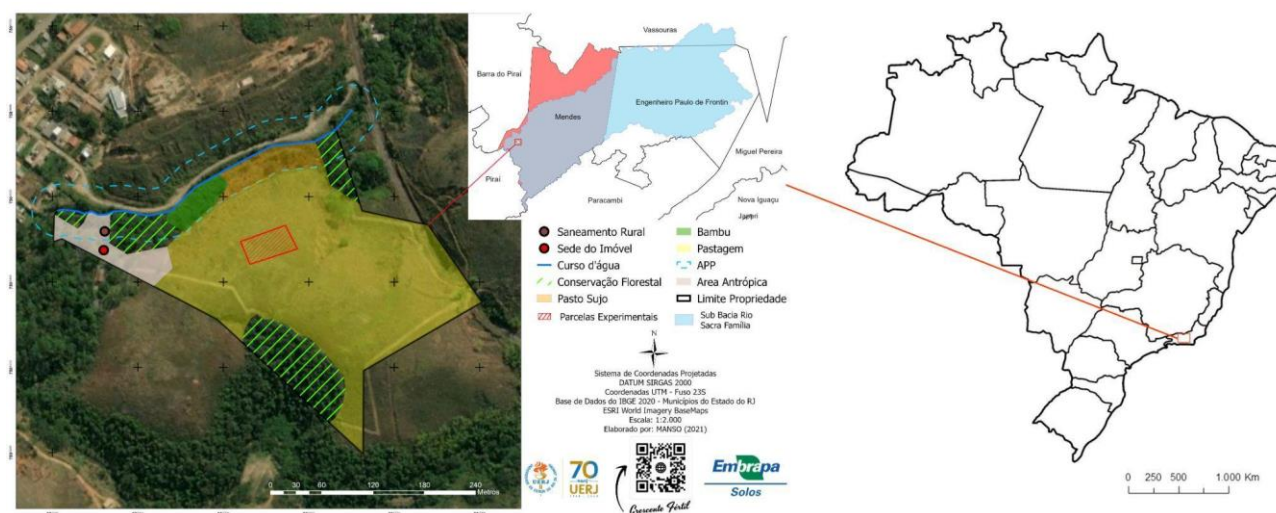 Vassouras
Barra do Piraí
Engenheiro Paulo de Frontin
Mendes
Miguel Pereira
Piraí
Paracambi
Nova Iguaçu
Japeri
Saneamento Rural
Sede do Imóvel
Curso d'água
Conservação Florestal
Pasto Sujo
Parcelas Experimentais
Bambu
Pastagem
APP
Area Antrópica
Limite Propriedade
Sub Bacia Rio
Sacra Família
N
Sistema de Coordenadas Projetadas
DATUM SIRGAS 2000
Coordenadas UTM - Fuso 23S
Base de Dados do IBGE 2020 - Municípios do Estado do RJ
ESRI World Imagery BaseMaps
Escala: 1:2.000
Elaborado por: MANSO (2021)
0 30 60 120 180 240
Metros
UERJ
70
UERJ
Crescente Fértil
Embrapa
Solos
0 250 500 1.000 Km